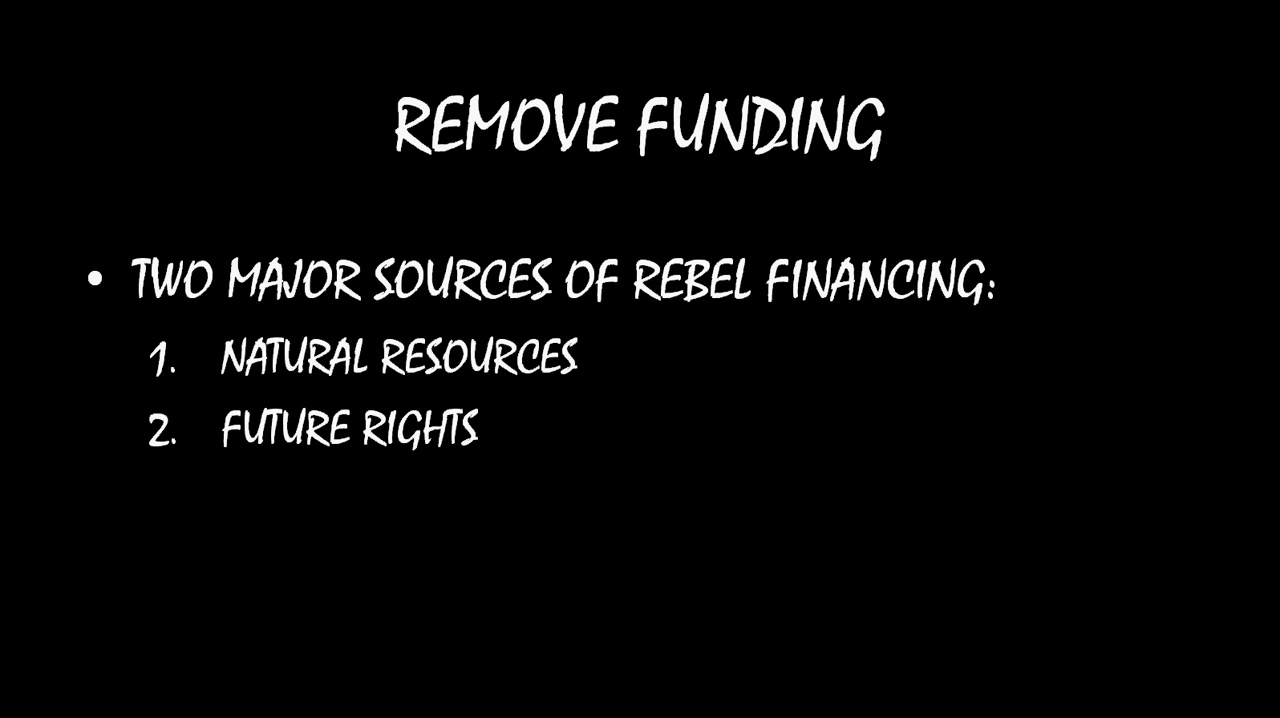 REMOVE FUNDING
• TWO MAJOR SOURCES OF REBEL FINANCING:
1. NATURAL RESOURCES
2. FUTURE RIGHTS